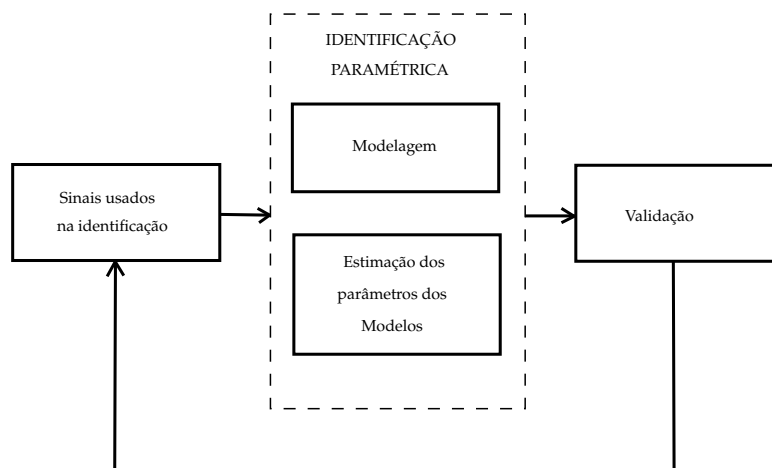 IDENTIFICAÇÃO
PARAMÉTRICA
Modelagem
Sinais usados
na identificação
Validação
Estimação dos
parâmetros dos
Modelos